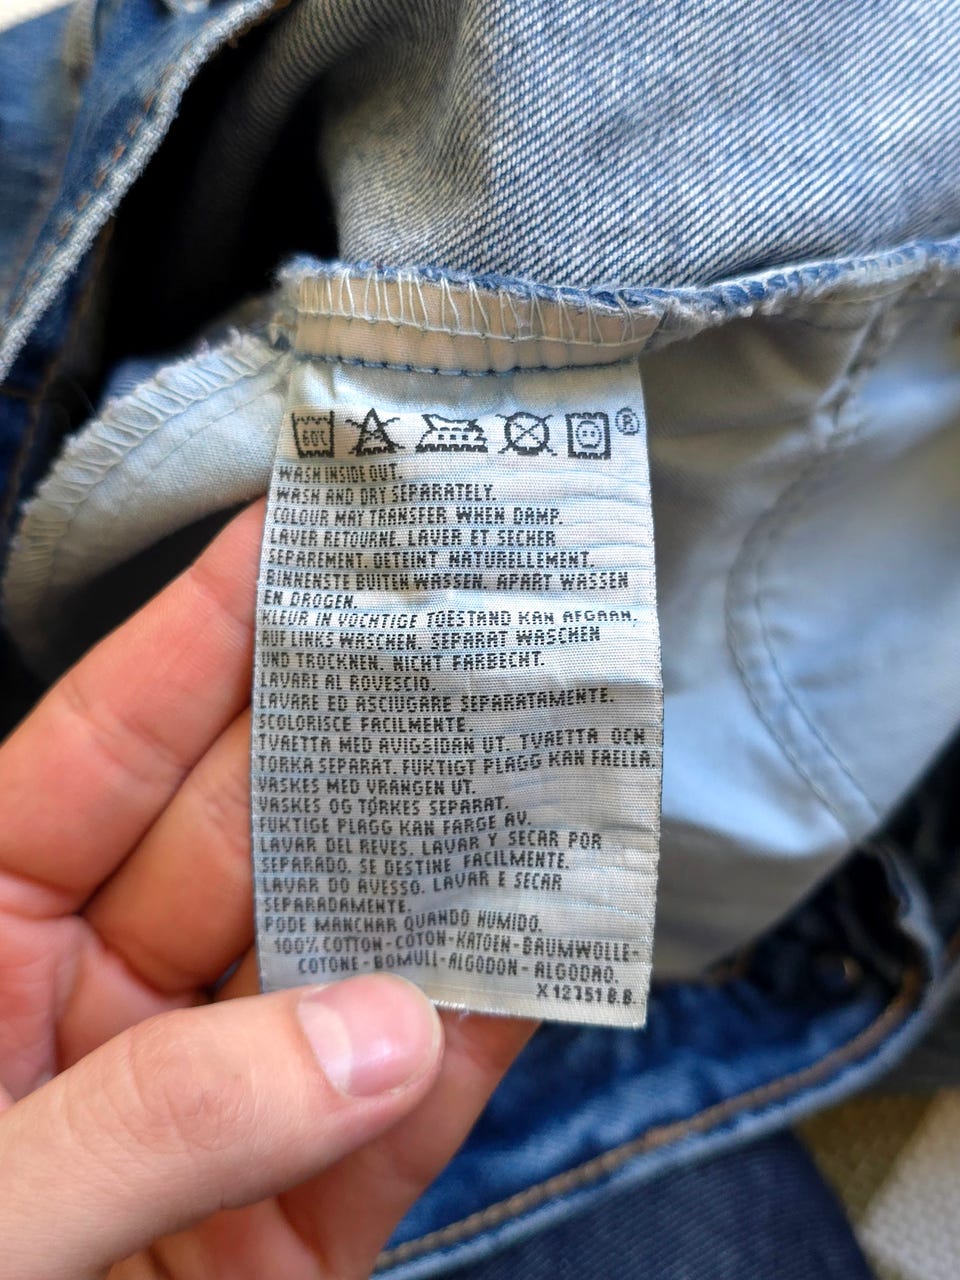 60°C ®
WASH INSIDE OUT.
WASH AND DRY SEPARATELY.
COLOUR MAY TRANSFER WHEN DAMP.
LAVER RETOURNE. LAVER ET SECHER
SEPAREMENT. DETEINT NATURELLEMENT.
BINNENSTE BUITEN WASSEN. APART WASSEN
EN DROGEN.
KLEUR IN VOCHTIGE TOESTAND KAN AFGAAN.
AUF LINKS WASCHEN. SEPARAT WASCHEN
UND TROCKNEN. NICHT FARBECHT.
LAVARE AL ROVESCIO.
LAVARE ED ASCIUGARE SEPARATAMENTE.
SCOLORISCE FACILMENTE.
TVAETTA MED AVIGSIDAN UT. TVAETTA OCH
TORKA SEPARAT. FUKTIGT PLAGG KAN FAELLA.
VASKES MED VRANGEN UT.
VASKES OG TØRKES SEPARAT.
FUKTIGE PLAGG KAN FARGE AV.
LAVAR DEL REVES. LAVAR Y SECAR POR
SEPARADO. SE DESTINE FACILMENTE.
LAVAR DO AVESSO. LAVAR E SECAR
SEPARADAMENTE.
PODE MANCHAR QUANDO HUMIDO.
100% COTTON - COTON - KATOEN - BAUMWOLLE -
COTONE - BOMULL - ALGODON - ALGODAO.
X 12351 B.B.